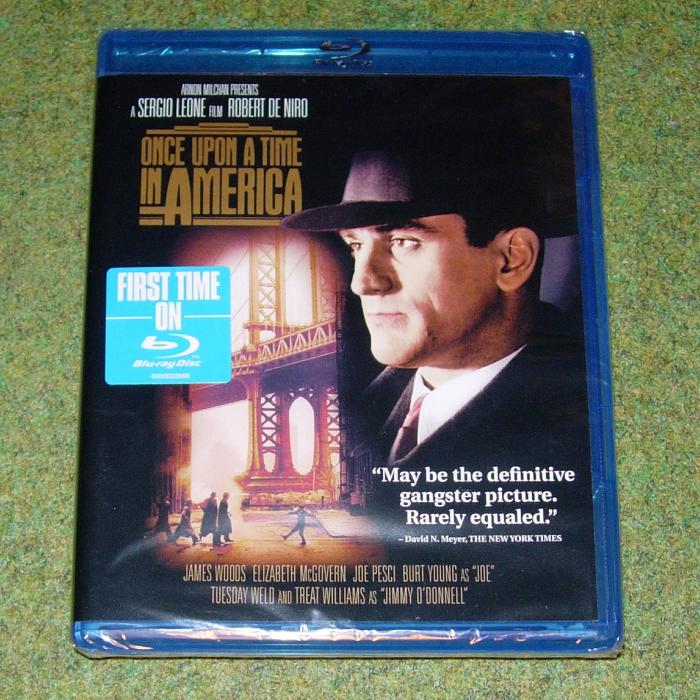 ARNON MILCHAN PRESENTS
A SERGIO LEONE FILM ROBERT DE NIRO
ONCE UPON A TIME
IN AMERICA
FIRST TIME
ON
Blu-ray Disc
TM
4000022655
“May be the definitive
gangster picture.
Rarely equaled.”
– David N. Meyer, THE NEW YORK TIMES
JAMES WOODS ELIZABETH McGOVERN JOE PESCI BURT YOUNG AS “JOE”
TUESDAY WELD AND TREAT WILLIAMS AS “JIMMY O’DONNELL”